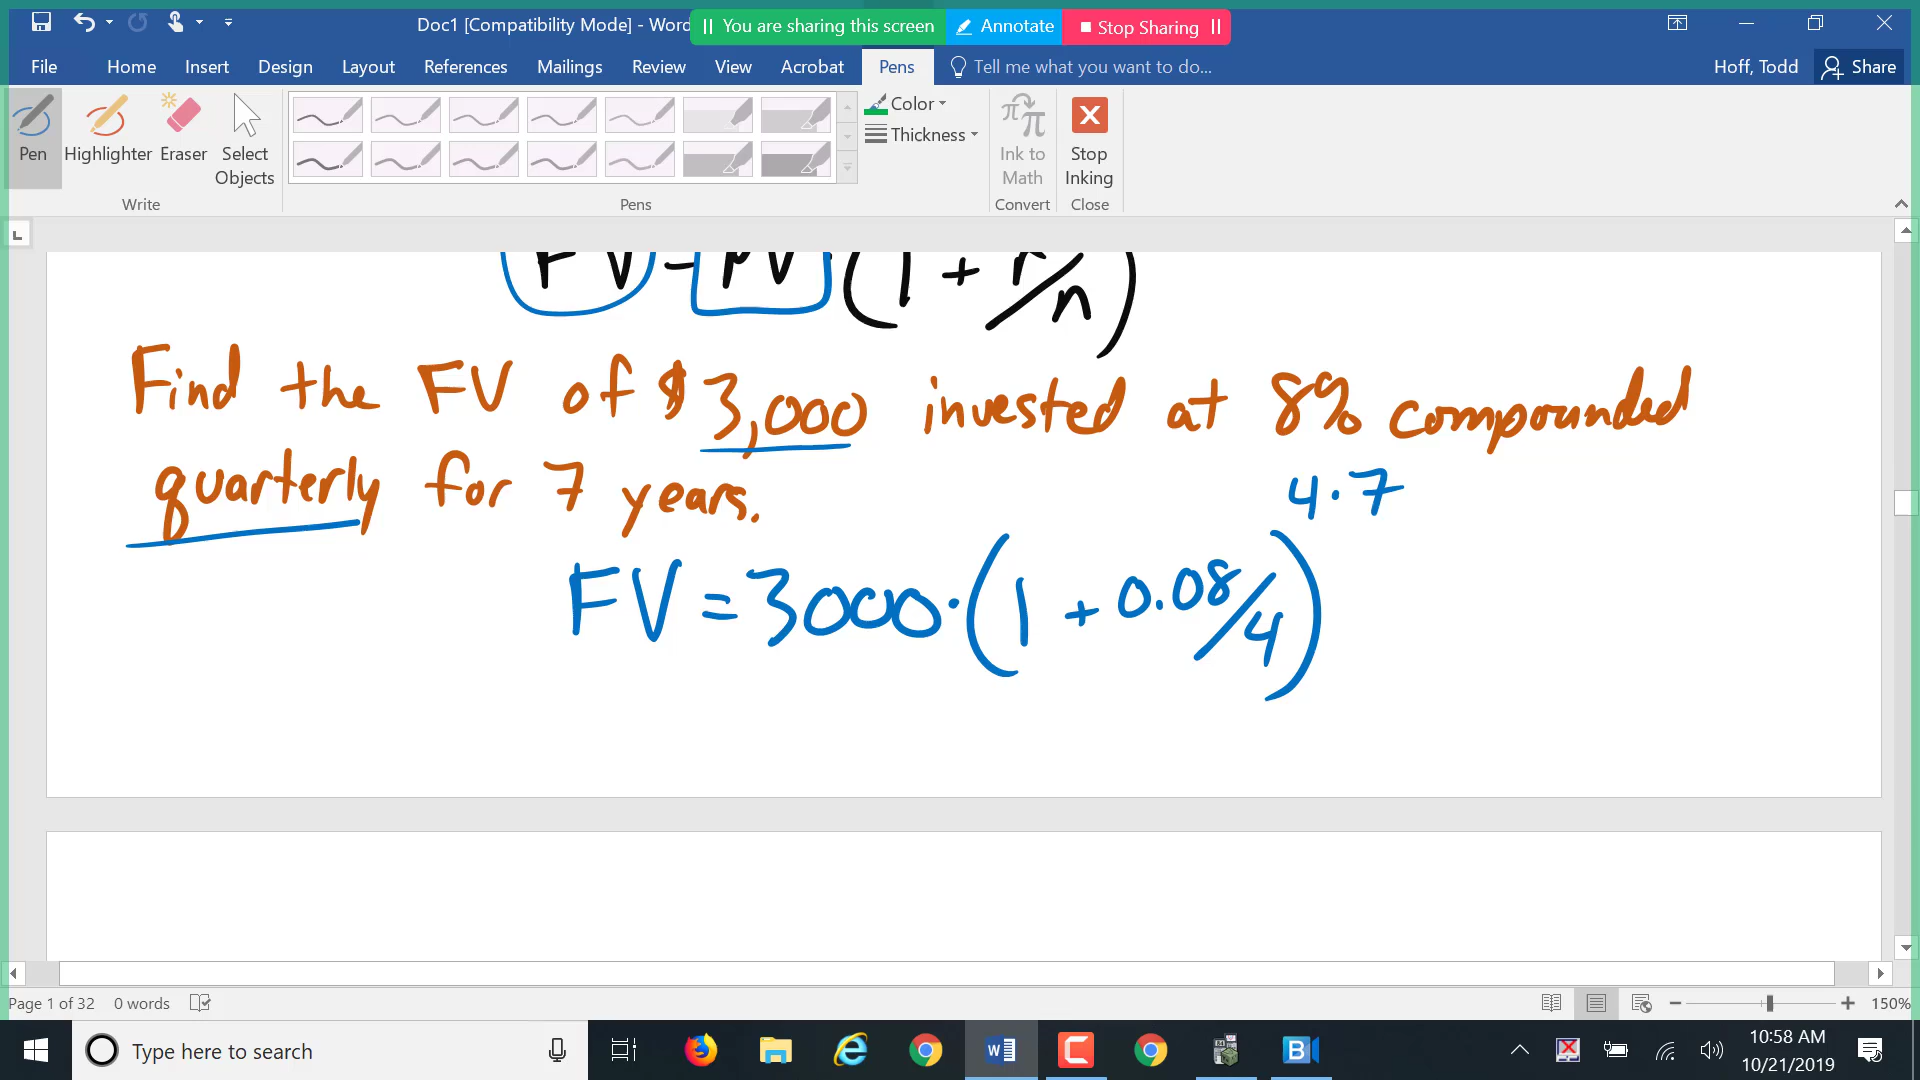 Doc1 [Compatibility Mode] - Word
You are sharing this screen
Annotate
Stop Sharing
File Home Insert Design Layout References Mailings Review View Acrobat Pens Tell me what you want to do... Hoff, Todd Share
Pen Highlighter Eraser Select Objects
Color
Thickness
Ink to Math
Stop Inking
Write Pens Convert Close
FV = PV (1 + r/n)
Find the FV of $3,000 invested at 8% compounded
quarterly for 7 years.
4·7
FV = 3000·(1 + 0.08/4)
Page 1 of 32 0 words 150%
Type here to search
10:58 AM
10/21/2019